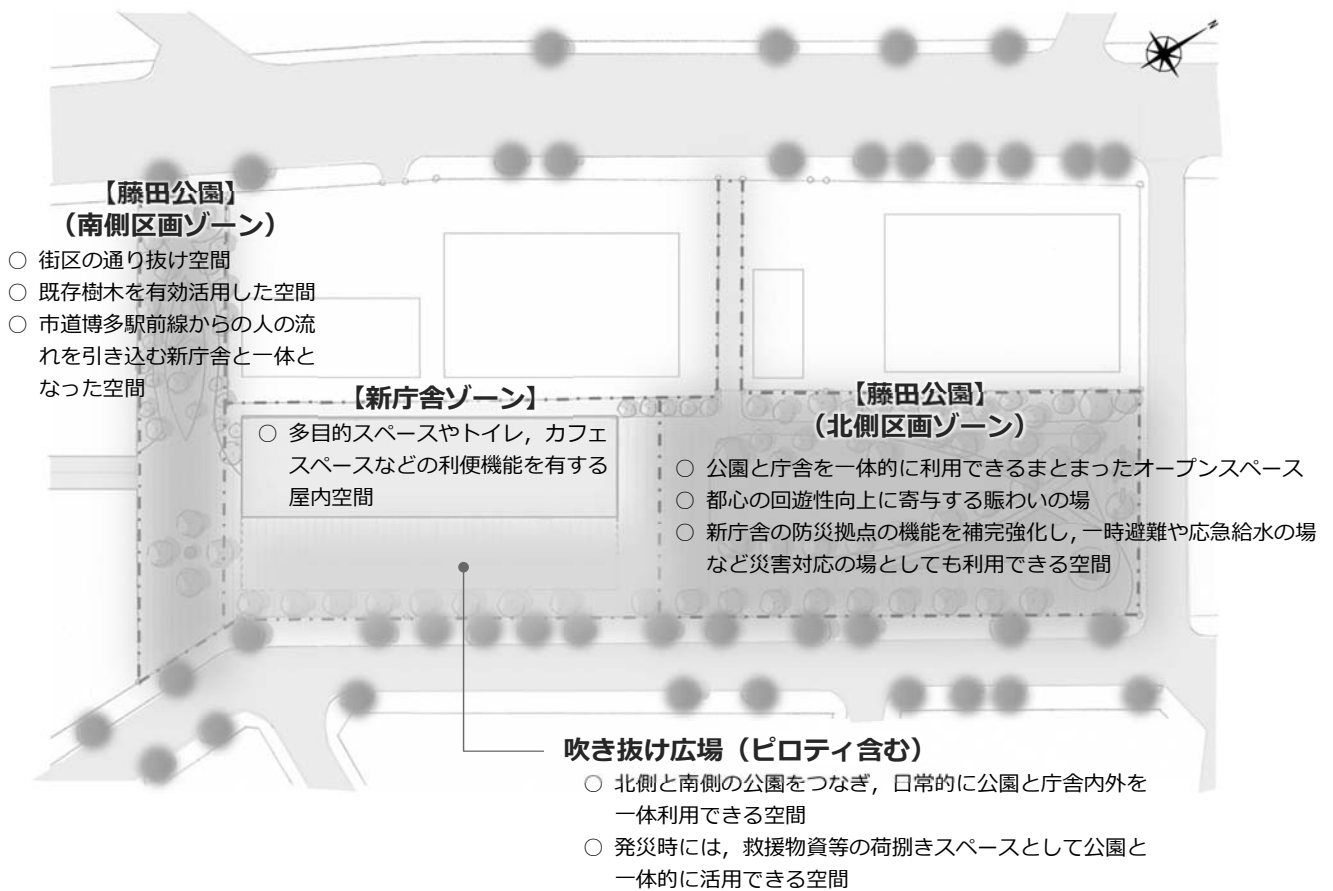 N
【藤田公園】
（南側区画ゾーン）
○ 街区の通り抜け空間
○ 既存樹木を有効活用した空間
○ 市道博多駅前線からの人の流
れを引き込む新庁舎と一体と
なった空間
【新庁舎ゾーン】
○ 多目的スペースやトイレ，カフェ
スペースなどの利便機能を有する
屋内空間
【藤田公園】
（北側区画ゾーン）
○ 公園と庁舎を一体的に利用できるまとまったオープンスペース
○ 都心の回遊性向上に寄与する賑わいの場
○ 新庁舎の防災拠点の機能を補完強化し，一時避難や応急給水の場
など災害対応の場としても利用できる空間
吹き抜け広場（ピロティ含む）
○ 北側と南側の公園をつなぎ，日常的に公園と庁舎内外を
一体利用できる空間
○ 発災時には，救援物資等の荷捌きスペースとして公園と
一体的に活用できる空間